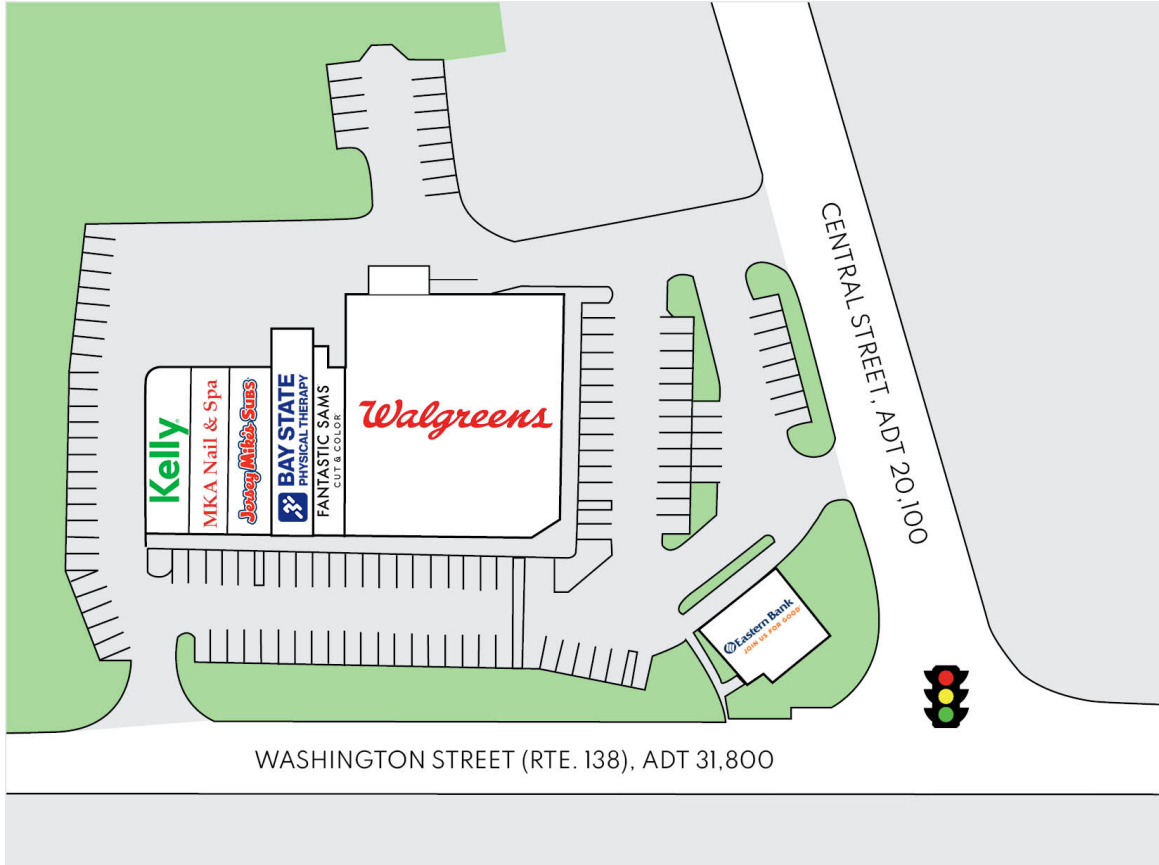 CENTRAL STREET, ADT 20,100
Kelly
MKA Nail & Spa
Jersey Mike's SUBS
BAY STATE
PHYSICAL THERAPY
FANTASTIC SAMS
CUT & COLOR
Walgreens
Eastern Bank
JOIN US FOR GOOD
WASHINGTON STREET (RTE. 138), ADT 31,800